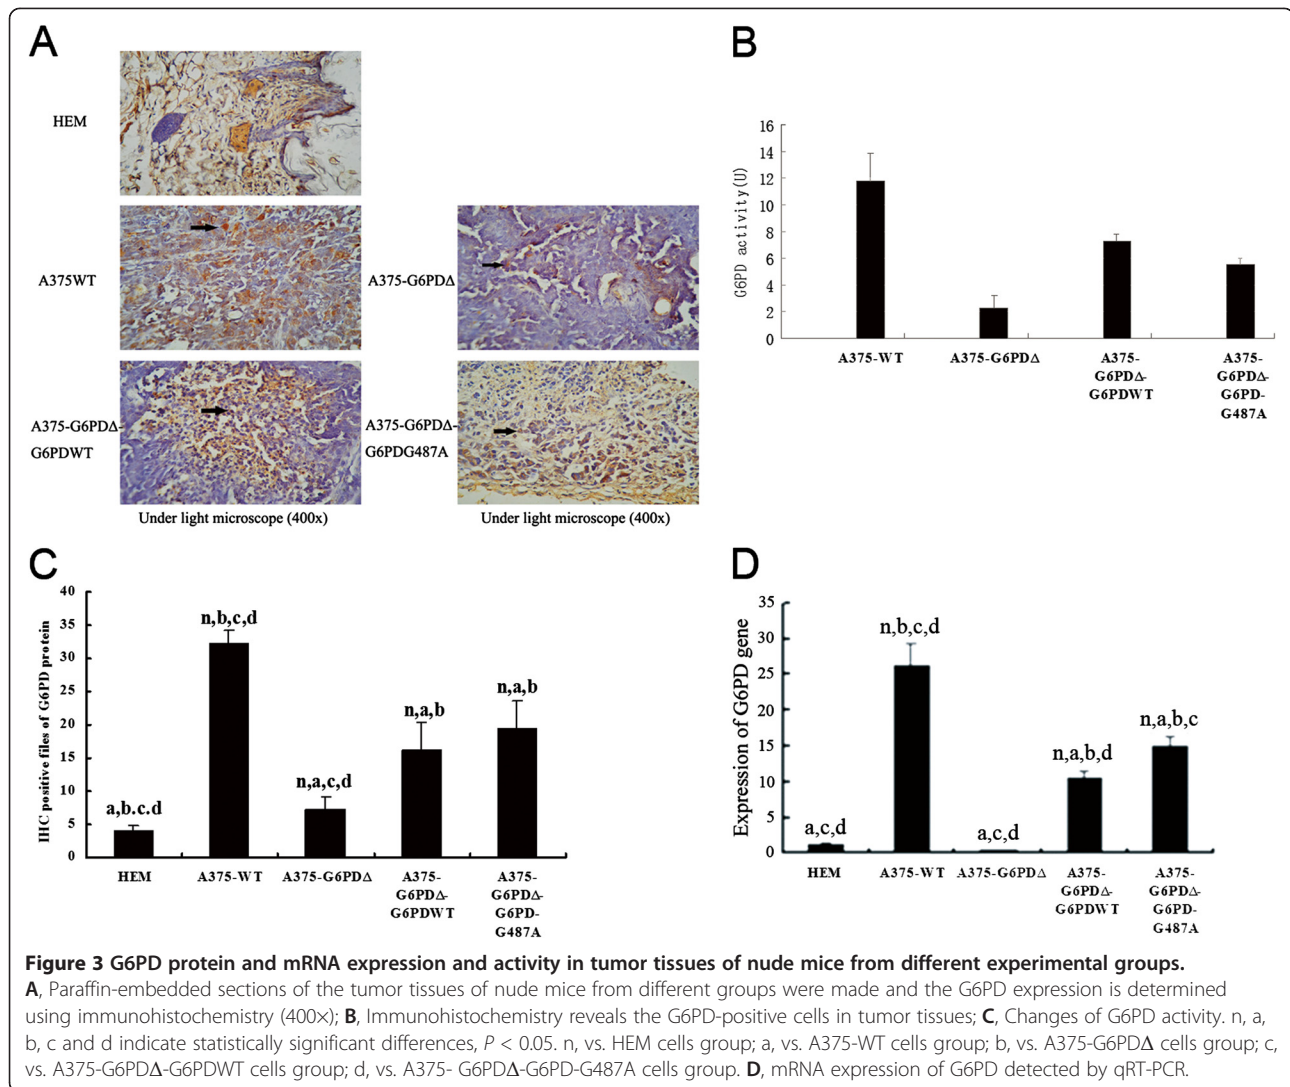 A
HEM
A375WT
A375-G6PDΔ
A375-G6PDΔ-
G6PDWT
A375-G6PDΔ-
G6PDG487A
Under light microscope (400x)
Under light microscope (400x)
B
G6PD activity(U)
16
14
12
10
8
6
4
2
0
A375-WT
A375-G6PDΔ
A375-
G6PDΔ-
G6PDWT
A375-
G6PDΔ-
G6PD-
G487A
C
IHC positive files of G6PD protein
40
35
30
25
20
15
10
5
0
a,b.c.d
n,b,c,d
n,a,c,d
n,a,b
n,a,b
HEM
A375-WT
A375-G6PDΔ
A375-
G6PDΔ-
G6PDWT
A375-
G6PDΔ-
G6PD-
G487A
D
Expression of G6PD gene
35
30
25
20
15
10
5
0
a,c,d
n,b,c,d
a,c,d
n,a,b,d
n,a,b,c
HEM
A375-WT
A375-G6PDΔ
A375-
G6PDΔ-
G6PDWT
A375-
G6PDΔ-
G6PD-
G487A
Figure 3 G6PD protein and mRNA expression and activity in tumor tissues of nude mice from different experimental groups.
A, Paraffin-embedded sections of the tumor tissues of nude mice from different groups were made and the G6PD expression is determined
using immunohistochemistry (400×); B, Immunohistochemistry reveals the G6PD-positive cells in tumor tissues; C, Changes of G6PD activity. n, a,
b, c and d indicate statistically significant differences, P < 0.05. n, vs. HEM cells group; a, vs. A375-WT cells group; b, vs. A375-G6PDΔ cells group; c,
vs. A375-G6PDΔ-G6PDWT cells group; d, vs. A375- G6PDΔ-G6PD-G487A cells group. D, mRNA expression of G6PD detected by qRT-PCR.